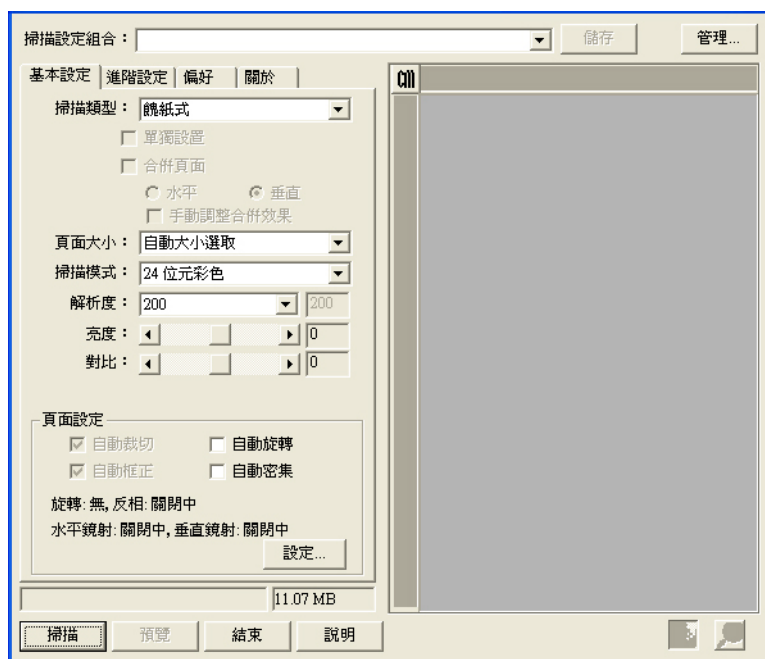 掃描設定組合：
儲存
管理...
基本設定 進階設定 偏好 關於
掃描類型： 饋紙式
單獨設置
合併頁面
水平 垂直
手動調整合併效果
頁面大小： 自動大小選取
掃描模式： 24 位元彩色
解析度： 200 200
亮度： 0
對比： 0
頁面設定
自動裁切 自動旋轉
自動框正 自動密集
旋轉: 無, 反相: 關閉中
水平鏡射: 關閉中, 垂直鏡射: 關閉中
設定...
11.07 MB
掃描 預覽 結束 說明
cm